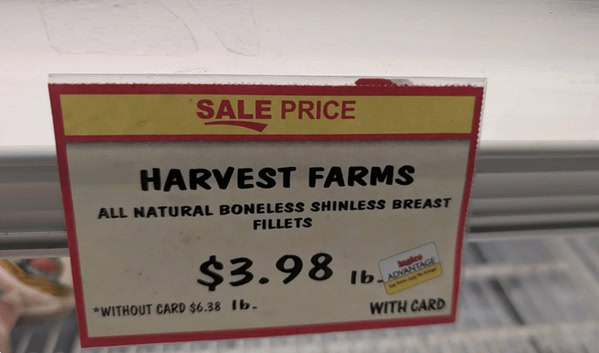 SALE PRICE
HARVEST FARMS
ALL NATURAL BONELESS SHINLESS BREAST
FILLETS
$3.98 lb.
Ingles
ADVANTAGE
*WITHOUT CARD $6.38 lb.
WITH CARD